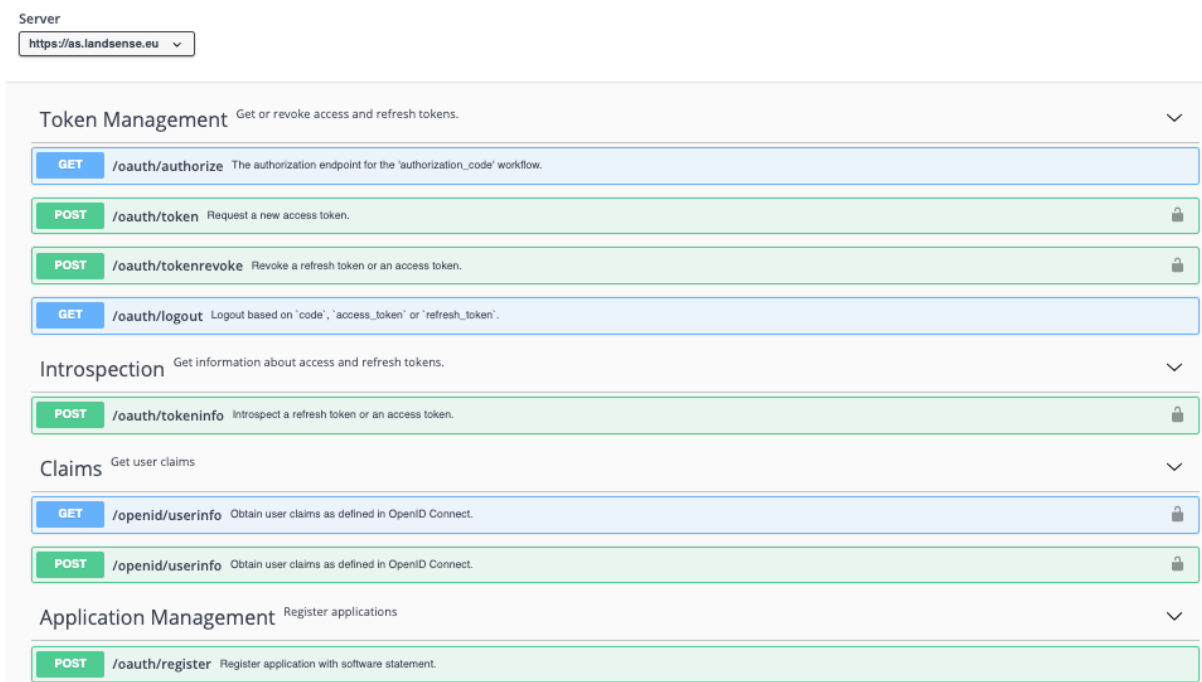 Server
https://as.landsense.eu
Token Management Get or revoke access and refresh tokens.
GET /oauth/authorize The authorization endpoint for the 'authorization_code' workflow.
POST /oauth/token Request a new access token.
POST /oauth/tokenrevoke Revoke a refresh token or an access token.
GET /oauth/logout Logout based on `code`, `access_token` or `refresh_token`.
Introspection Get information about access and refresh tokens.
POST /oauth/tokeninfo Introspect a refresh token or an access token.
Claims Get user claims
GET /openid/userinfo Obtain user claims as defined in OpenID Connect.
POST /openid/userinfo Obtain user claims as defined in OpenID Connect.
Application Management Register applications
POST /oauth/register Register application with software statement.